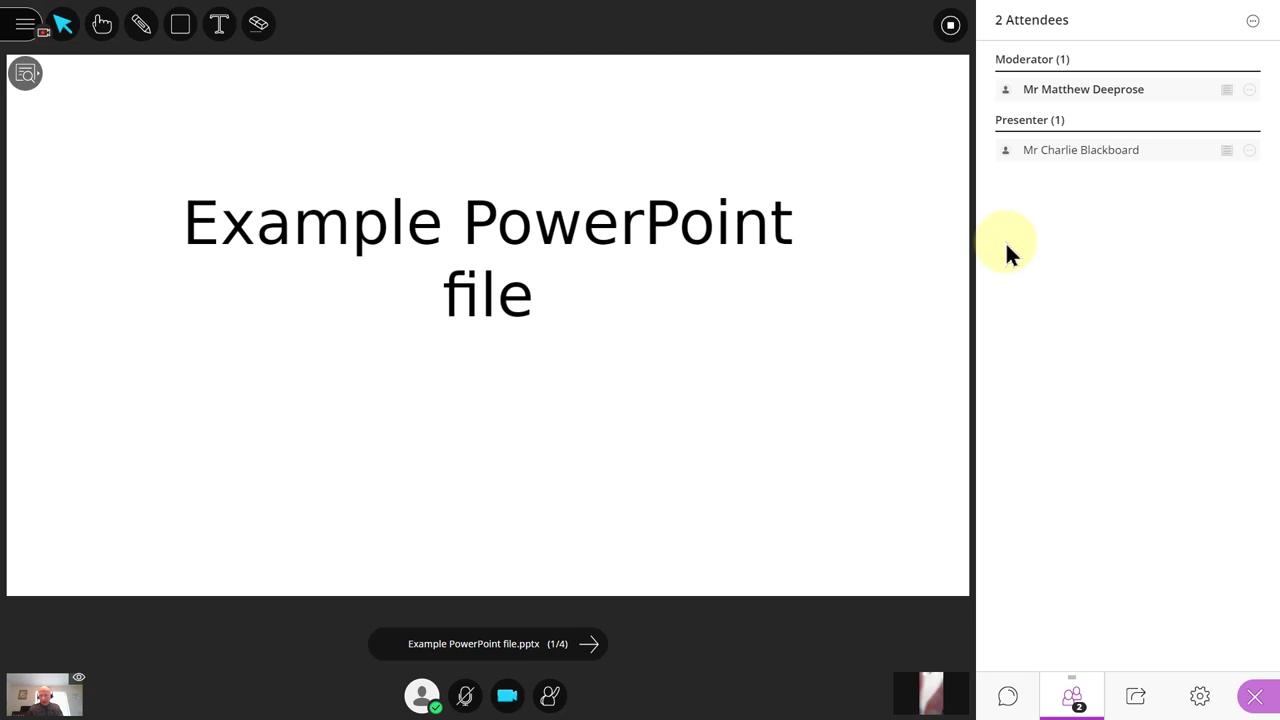 2 Attendees
Moderator (1)
Mr Matthew Deeprose
Presenter (1)
Mr Charlie Blackboard
Example PowerPoint
file
Example PowerPoint file.pptx (1/4)
2